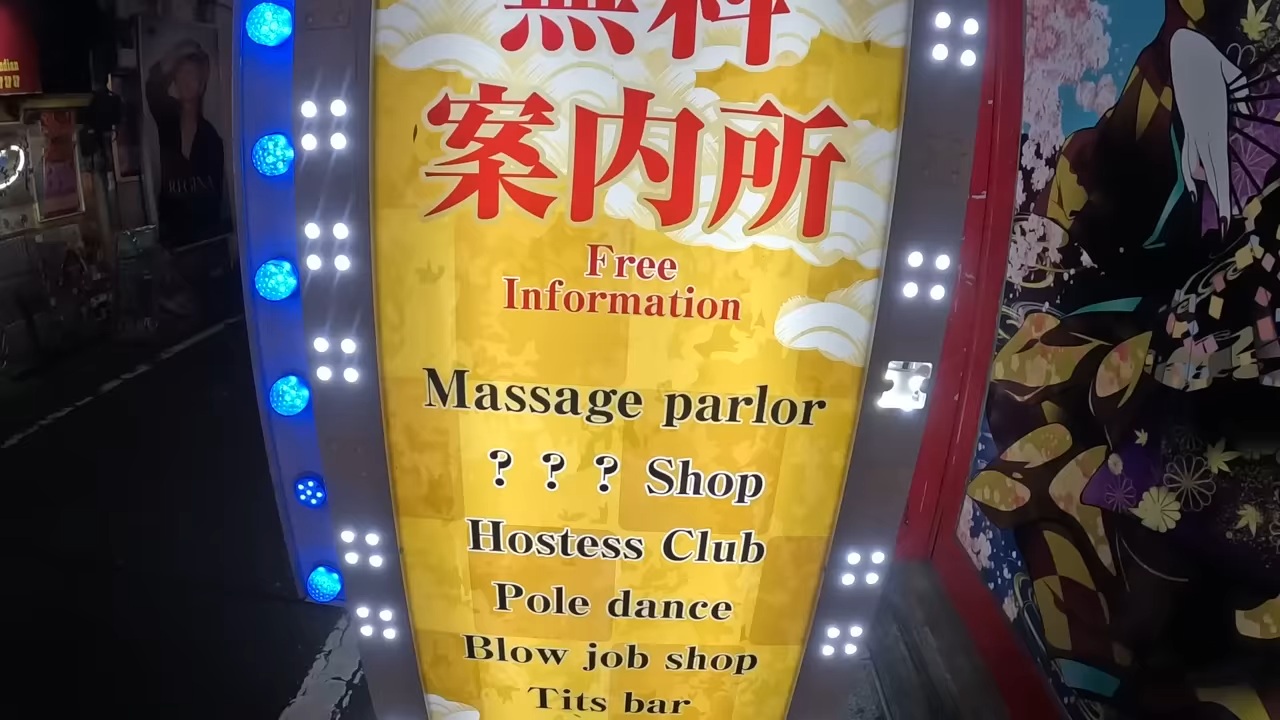 無料
案内所
Free
Information
Massage parlor
? ? ? Shop
Hostess Club
Pole dance
Blow job shop
Tits bar
REGINA